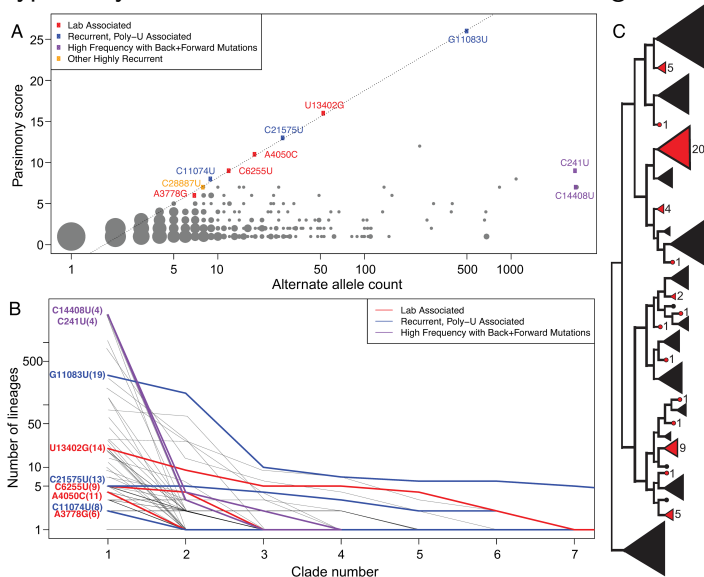 A
Lab Associated
Recurrent, Poly-U Associated
High Frequency with Back+Forward Mutations
Other Highly Recurrent
Parsimony score
25
20
15
10
5
0
G11083U
U13402G
C21575U
A4050C
C11074U
C6255U
C28887U
A3778G
C241U
C14408U
1
5
10
50
100
500
1000
Alternate allele count
B
Lab Associated
Recurrent, Poly-U Associated
High Frequency with Back+Forward Mutations
Number of lineages
500
50
10
5
1
C14408U(4)
C241U(4)
G11083U(19)
U13402G(14)
C21575U(13)
C6255U(9)
A4050C(11)
C11074U(8)
A3778G(6)
1
2
3
4
5
6
7
Clade number
C
5
1
20
4
1
2
1
1
1
1
1
9
1
5